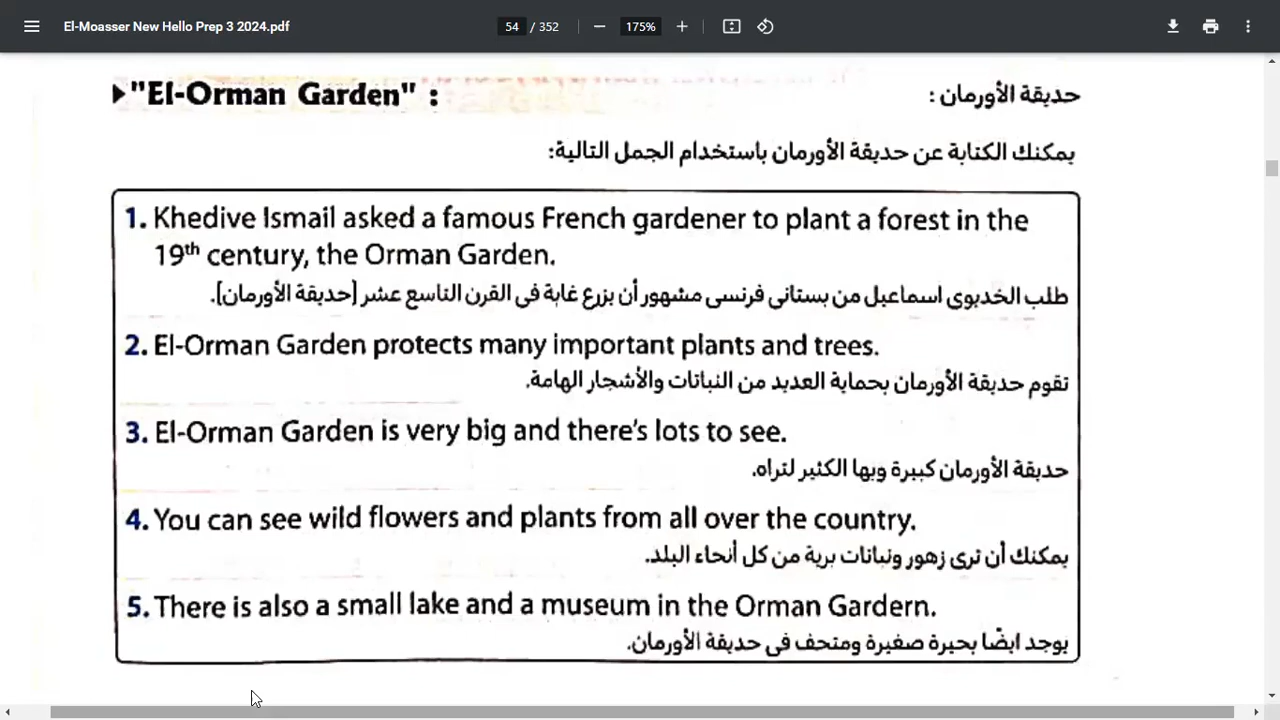 El-Moasser New Hello Prep 3 2024.pdf
54 / 352
175%
"El-Orman Garden" :
حديقة الأورمان :
يمكنك الكتابة عن حديقة الأورمان باستخدام الجمل التالية:
1. Khedive Ismail asked a famous French gardener to plant a forest in the
19th century, the Orman Garden.
طلب الخديوى اسماعيل من بستانى فرنسى مشهور أن يزرع غابة فى القرن التاسع عشر [حديقة الأورمان].
2. El-Orman Garden protects many important plants and trees.
تقوم حديقة الأورمان بحماية العديد من النباتات والأشجار الهامة.
3. El-Orman Garden is very big and there's lots to see.
حديقة الأورمان كبيرة وبها الكثير لتراه.
4. You can see wild flowers and plants from all over the country.
يمكنك أن ترى زهور ونباتات برية من كل أنحاء البلد.
5. There is also a small lake and a museum in the Orman Gardern.
يوجد ايضًا بحيرة صغيرة ومتحف فى حديقة الأورمان.